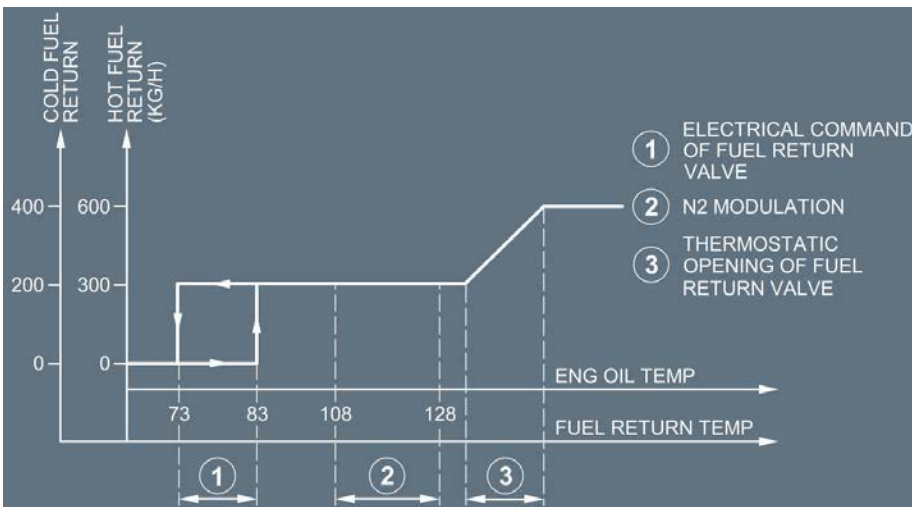 COLD FUEL
RETURN
HOT FUEL
RETURN
(KG/H)
1 ELECTRICAL COMMAND
OF FUEL RETURN
VALVE
2 N2 MODULATION
3 THERMOSTATIC
OPENING OF FUEL
RETURN VALVE
400 600
200 300
0 0
ENG OIL TEMP
73 83 108 128
FUEL RETURN TEMP
1 2 3